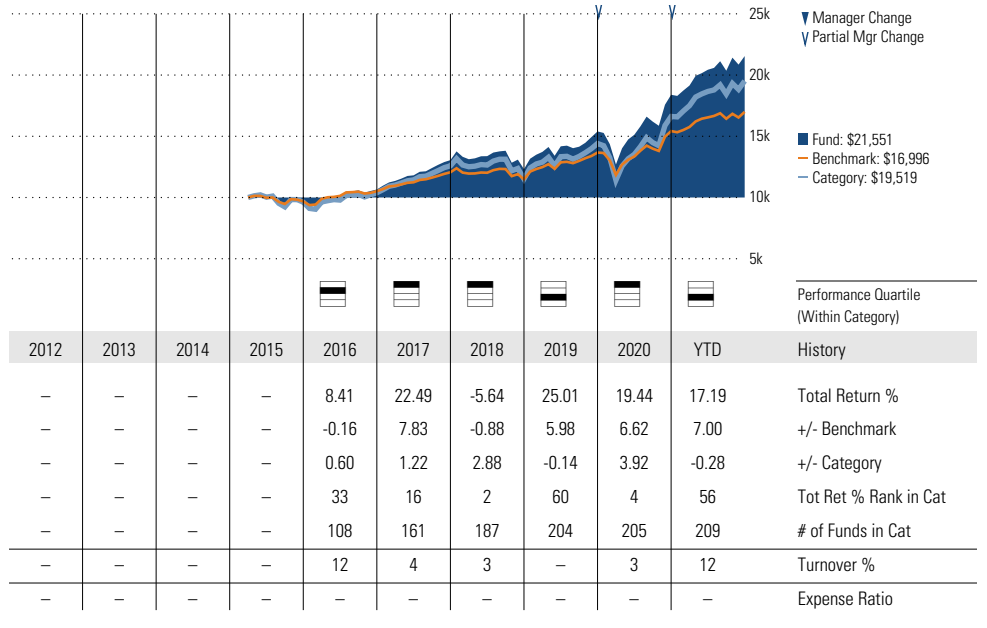 25k
20k
15k
10k
5k
Manager Change
Partial Mgr Change
Fund: $21,551
Benchmark: $16,996
Category: $19,519
Performance Quartile
(Within Category)
2012 2013 2014 2015 2016 2017 2018 2019 2020 YTD History
– – – – 8.41 22.49 -5.64 25.01 19.44 17.19 Total Return %
– – – – -0.16 7.83 -0.88 5.98 6.62 7.00 +/- Benchmark
– – – – 0.60 1.22 2.88 -0.14 3.92 -0.28 +/- Category
– – – – 33 16 2 60 4 56 Tot Ret % Rank in Cat
– – – – 108 161 187 204 205 209 # of Funds in Cat
– – – – 12 4 3 – 3 12 Turnover %
– – – – – – – – – – Expense Ratio